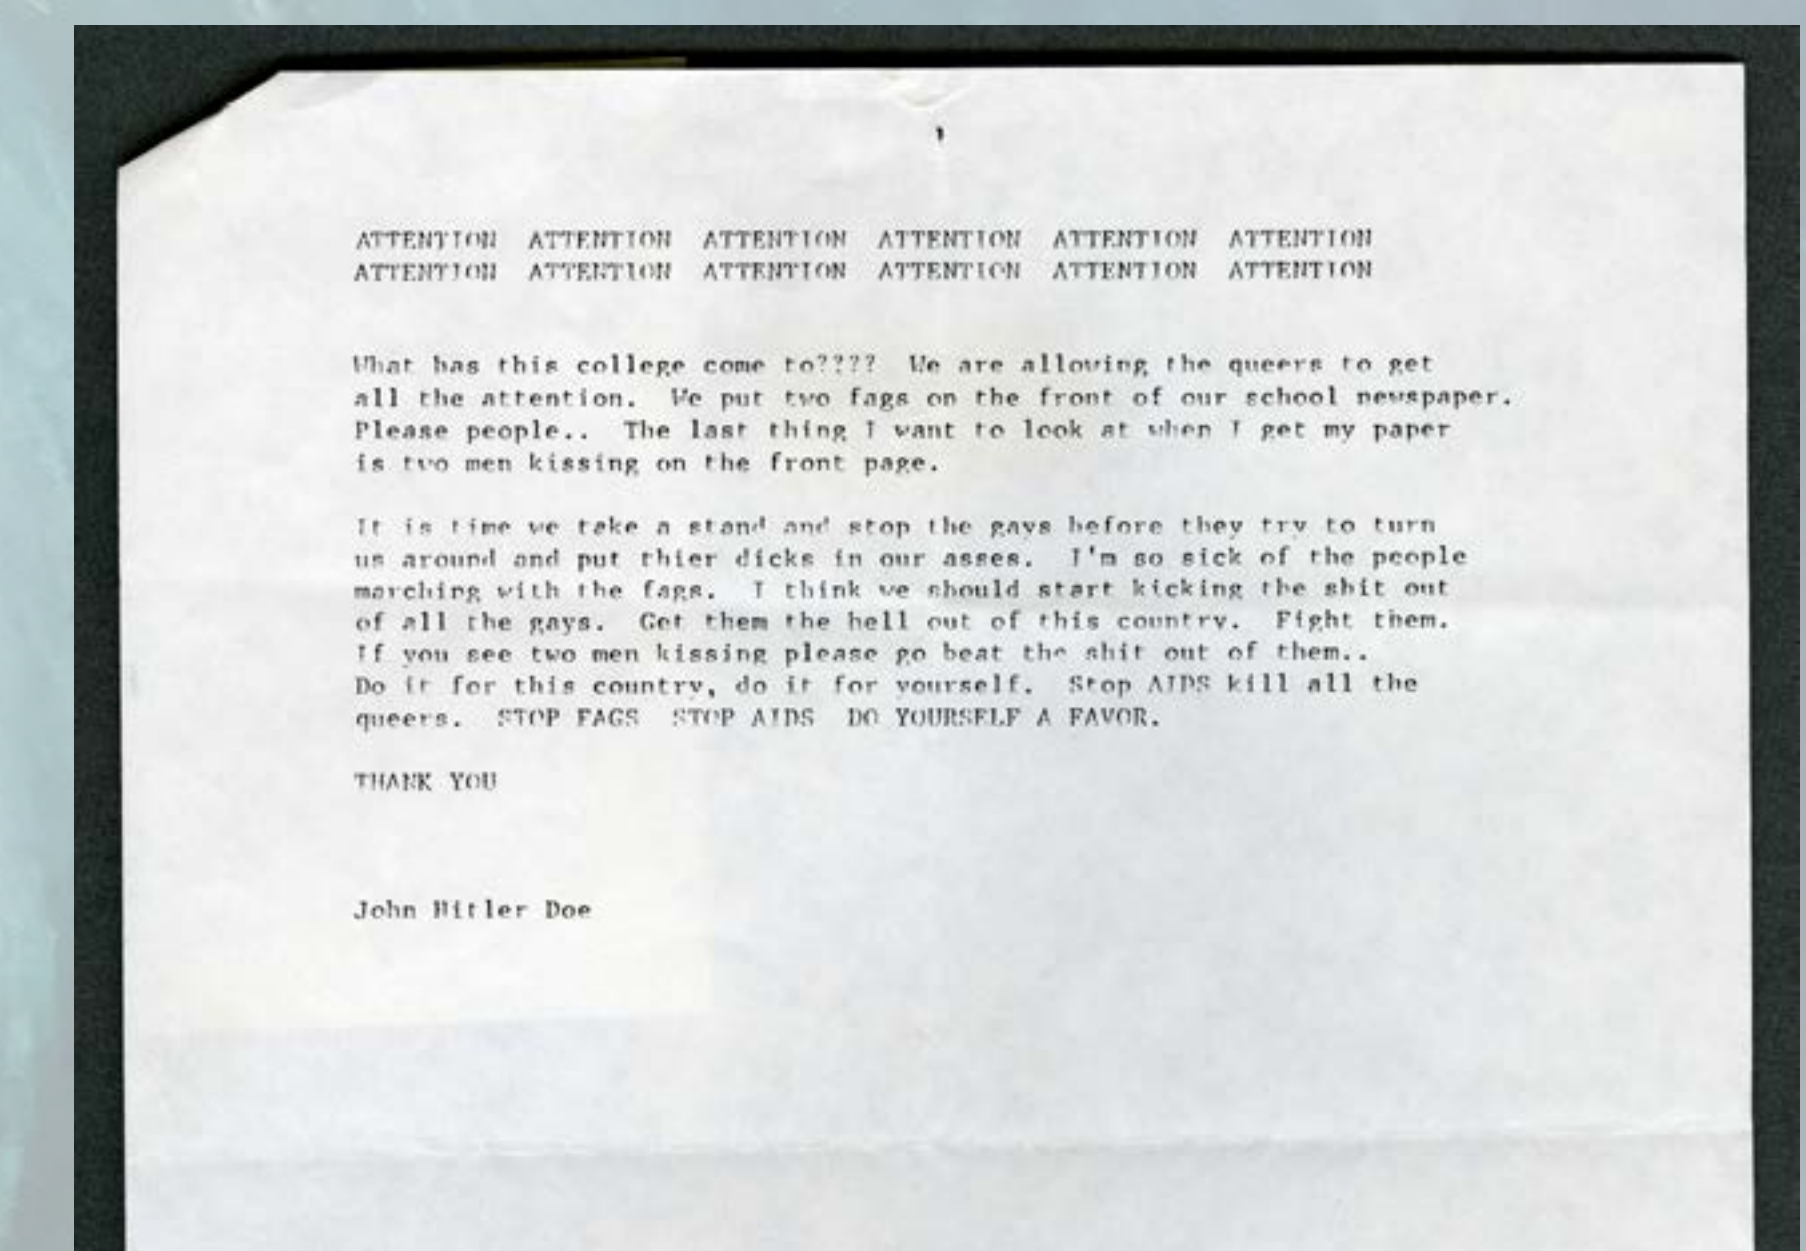 ATTENTION ATTENTION ATTENTION ATTENTION ATTENTION ATTENTION
ATTENTION ATTENTION ATTENTION ATTENTION ATTENTION ATTENTION
What has this college come to???? We are allowing the queers to get
all the attention. We put two fags on the front of our school newspaper.
Please people.. The last thing I want to look at when I get my paper
is two men kissing on the front page.
It is time we take a stand and stop the gays before they try to turn
us around and put thier dicks in our asses. I'm so sick of the people
marching with the fags. I think we should start kicking the shit out
of all the gays. Get them the hell out of this country. Fight them.
If you see two men kissing please go beat the shit out of them..
Do it for this country, do it for yourself. Stop AIDS kill all the
queers. STOP FAGS STOP AIDS DO YOURSELF A FAVOR.
THANK YOU
John Hitler Doe